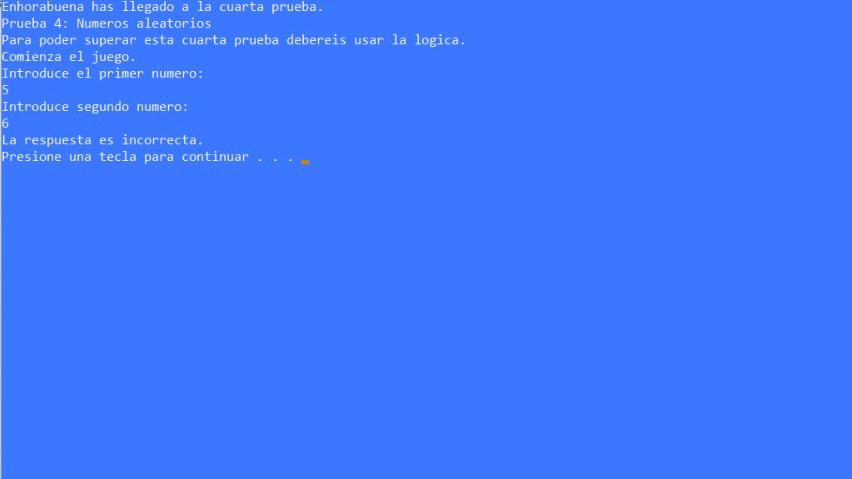 Enhorabuena has llegado a la cuarta prueba.
Prueba 4: Numeros aleatorios
Para poder superar esta cuarta prueba debereis usar la logica.
Comienza el juego.
Introduce el primer numero:
5
Introduce segundo numero:
6
La respuesta es incorrecta.
Presione una tecla para continuar . . .